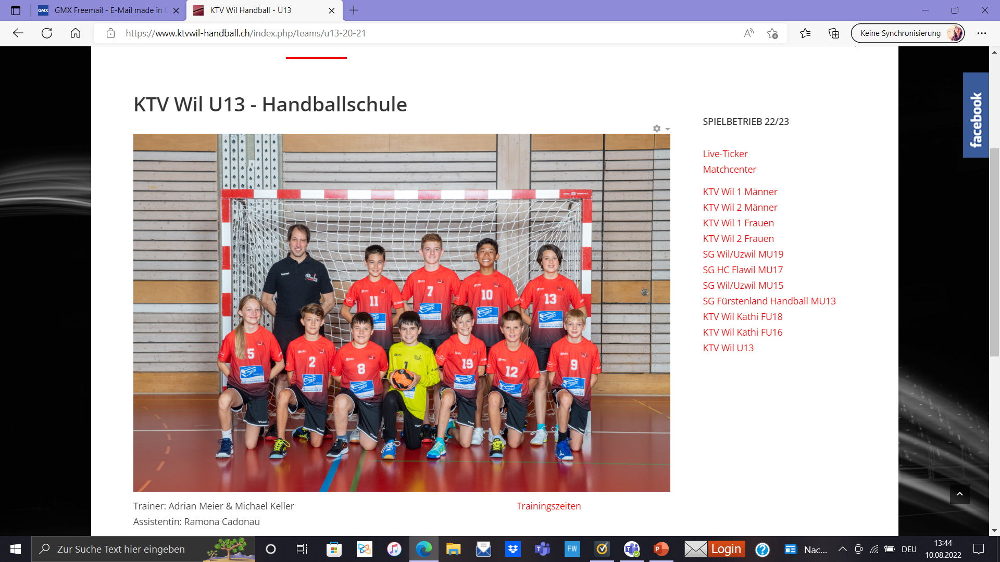 GMX Freemail - E-Mail made in
KTV Wil Handball - U13
https://www.ktvwil-handball.ch/index.php/teams/u13-20-21
Keine Synchronisierung
facebook
KTV Wil U13 - Handballschule
11
7
10
13
5
2
8
1
19
12
9
Trainer: Adrian Meier & Michael Keller
Trainingszeiten
Assistentin: Ramona Cadonau
SPIELBETRIEB 22/23
Live-Ticker
Matchcenter
KTV Wil 1 Männer
KTV Wil 2 Männer
KTV Wil 1 Frauen
KTV Wil 2 Frauen
SG Wil/Uzwil MU19
SG HC Flawil MU17
SG Wil/Uzwil MU15
SG Fürstenland Handball MU13
KTV Wil Kathi FU18
KTV Wil Kathi FU16
KTV Wil U13
Zur Suche Text hier eingeben
FW
Login
Nac...
DEU
13:44
10.08.2022